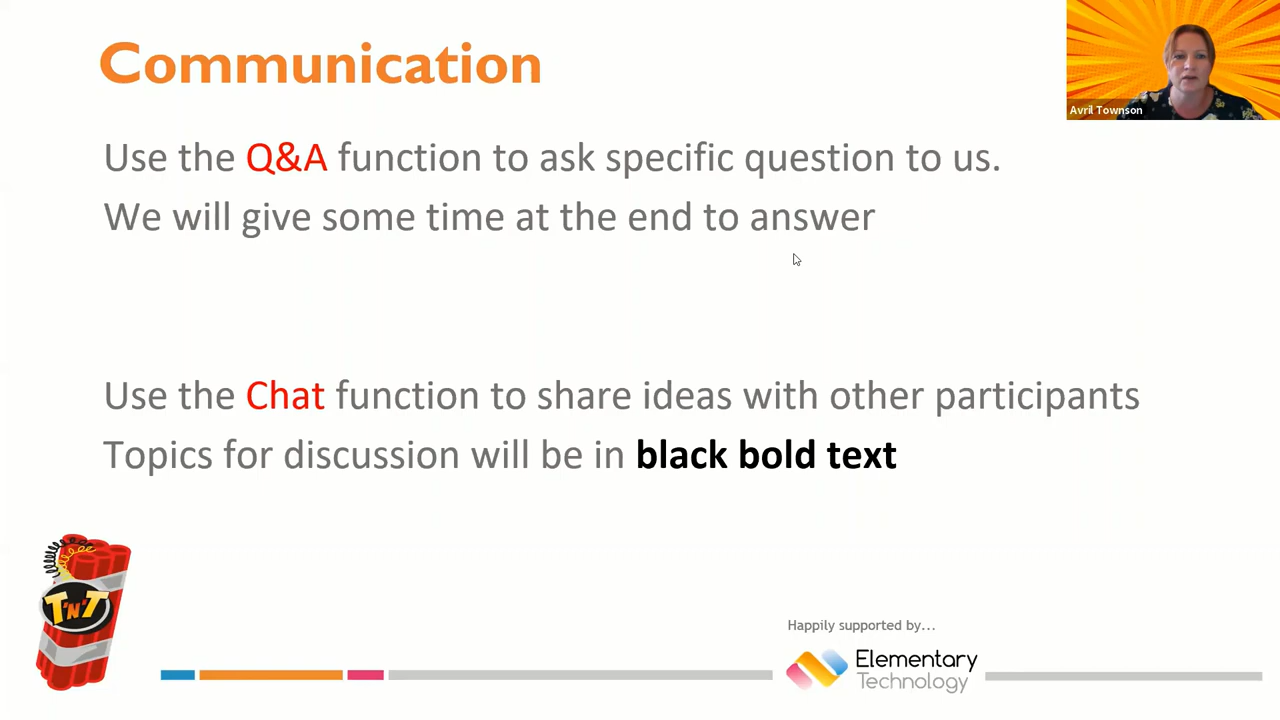 Communication
Avril Townson
Use the Q&A function to ask specific question to us.
We will give some time at the end to answer
Use the Chat function to share ideas with other participants
Topics for discussion will be in black bold text
T'N'T
Happily supported by...
Elementary
Technology